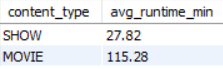 content_type avg_runtime_min
SHOW 27.82
MOVIE 115.28